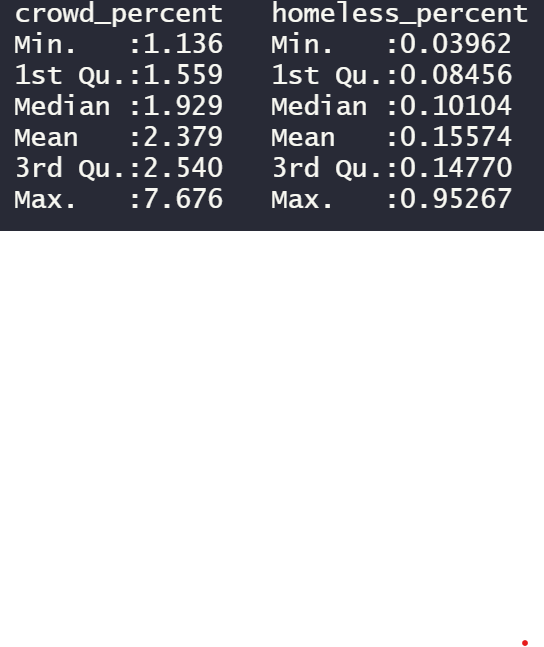 crowd_percent   homeless_percent
Min.   :1.136   Min.   :0.03962
1st Qu.:1.559   1st Qu.:0.08456
Median :1.929   Median :0.10104
Mean   :2.379   Mean   :0.15574
3rd Qu.:2.540   3rd Qu.:0.14770
Max.   :7.676   Max.   :0.95267